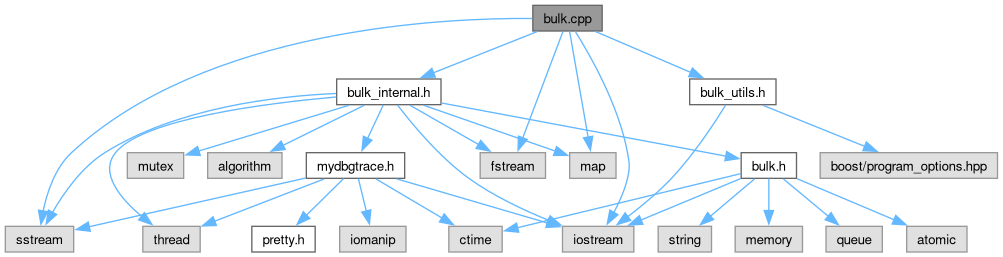 bulk.cpp
bulk_internal.h
bulk_utils.h
mutex
algorithm
mydbgtrace.h
fstream
map
bulk.h
boost/program_options.hpp
sstream
thread
pretty.h
iomanip
ctime
iostream
string
memory
queue
atomic